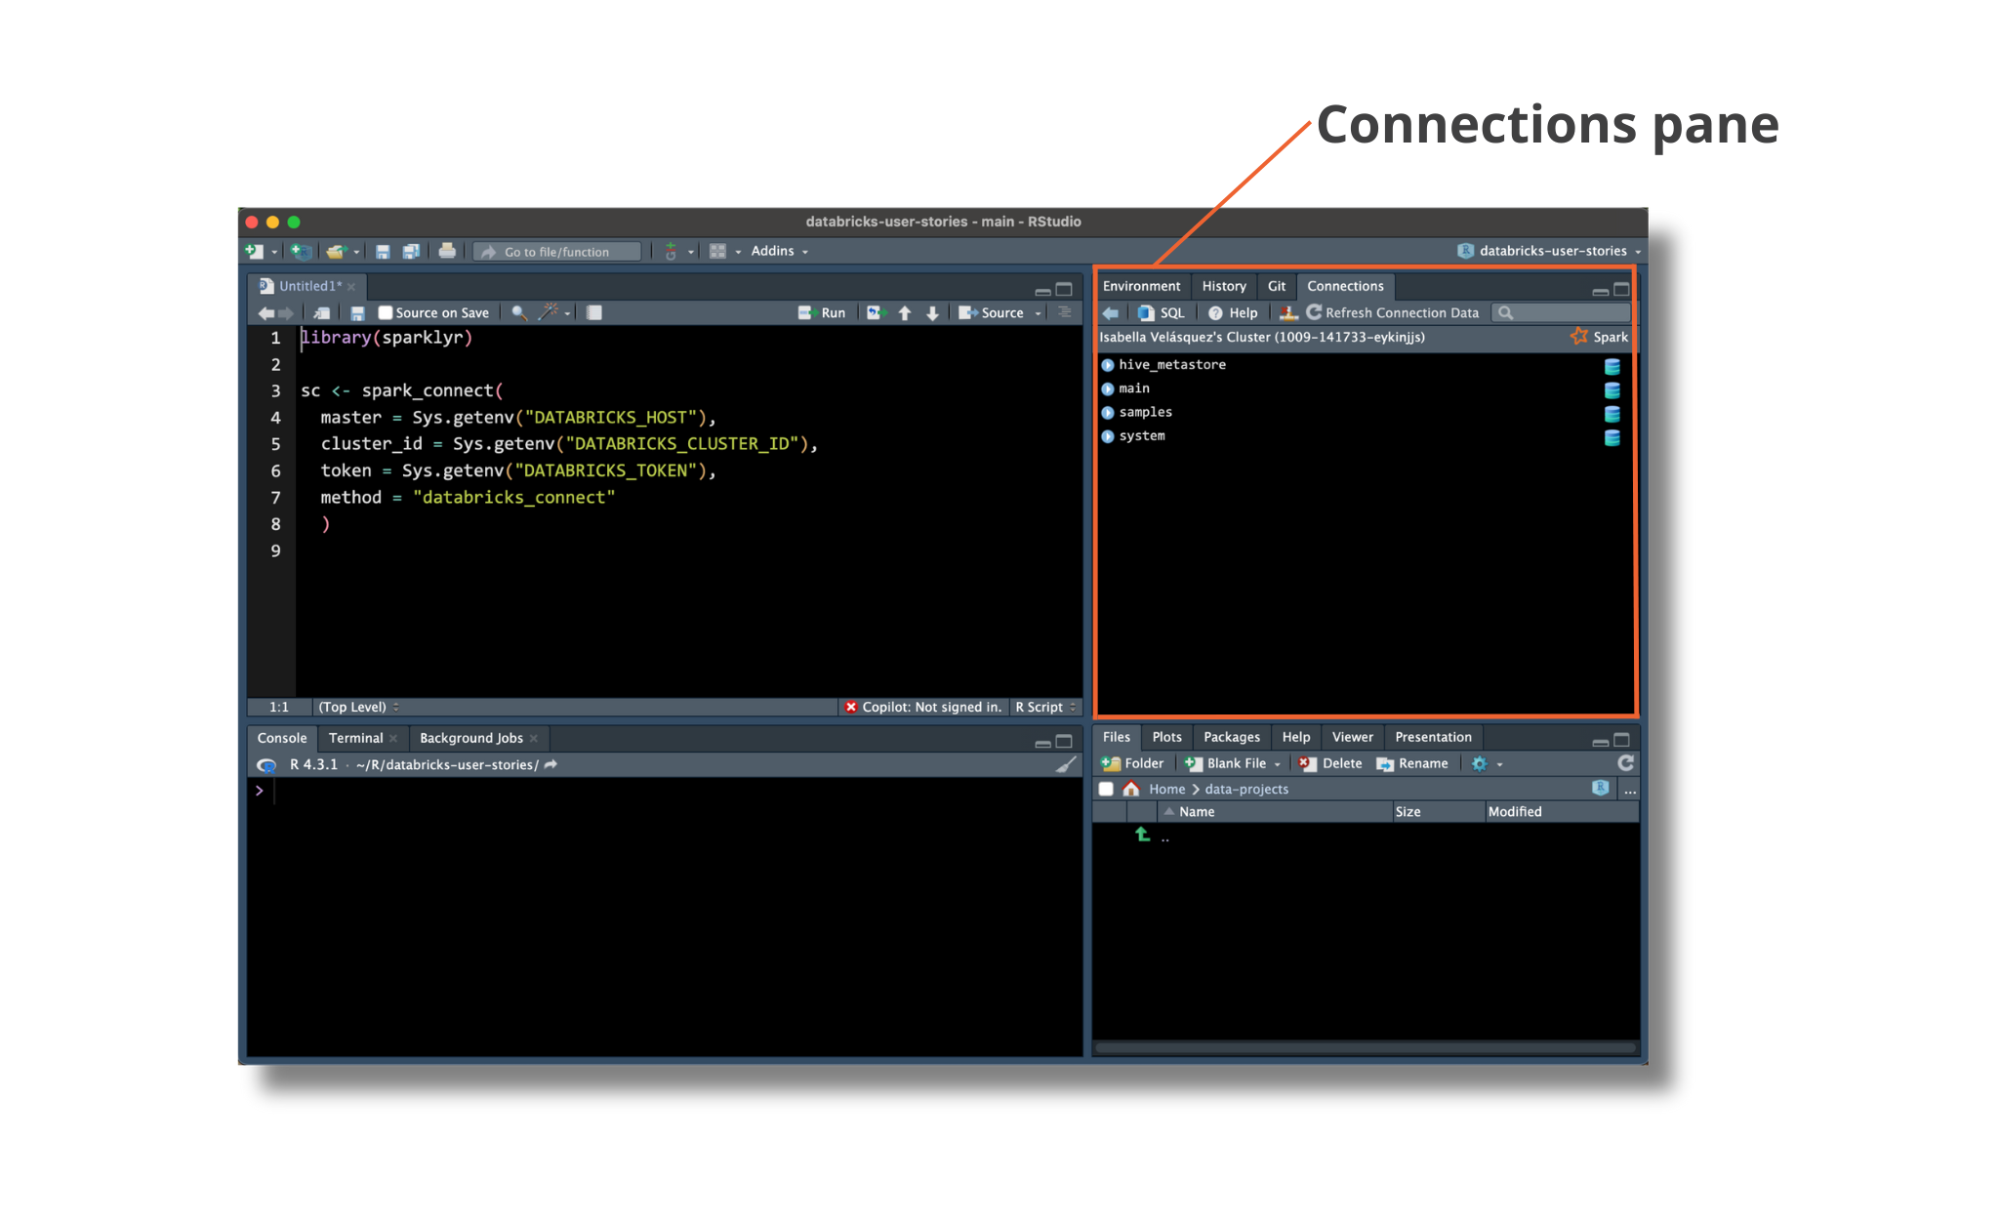 Connections pane
databricks-user-stories - main - RStudio
Go to file/function
Addins
databricks-user-stories
Untitled1*
Source on Save
Run
Source
1 library(sparklyr)
2
3 sc <- spark_connect(
4 master = Sys.getenv("DATABRICKS_HOST"),
5 cluster_id = Sys.getenv("DATABRICKS_CLUSTER_ID"),
6 token = Sys.getenv("DATABRICKS_TOKEN"),
7 method = "databricks_connect"
8 )
9
1:1 (Top Level) Copilot: Not signed in. R Script
Environment History Git Connections
SQL Help Refresh Connection Data
Isabella Velásquez's Cluster (1009-141733-eykinjjs) Spark
hive_metastore
main
samples
system
Console Terminal Background Jobs
R 4.3.1 · ~/R/databricks-user-stories/
>
Files Plots Packages Help Viewer Presentation
Folder Blank File Delete Rename
Home > data-projects ...
Name Size Modified
..